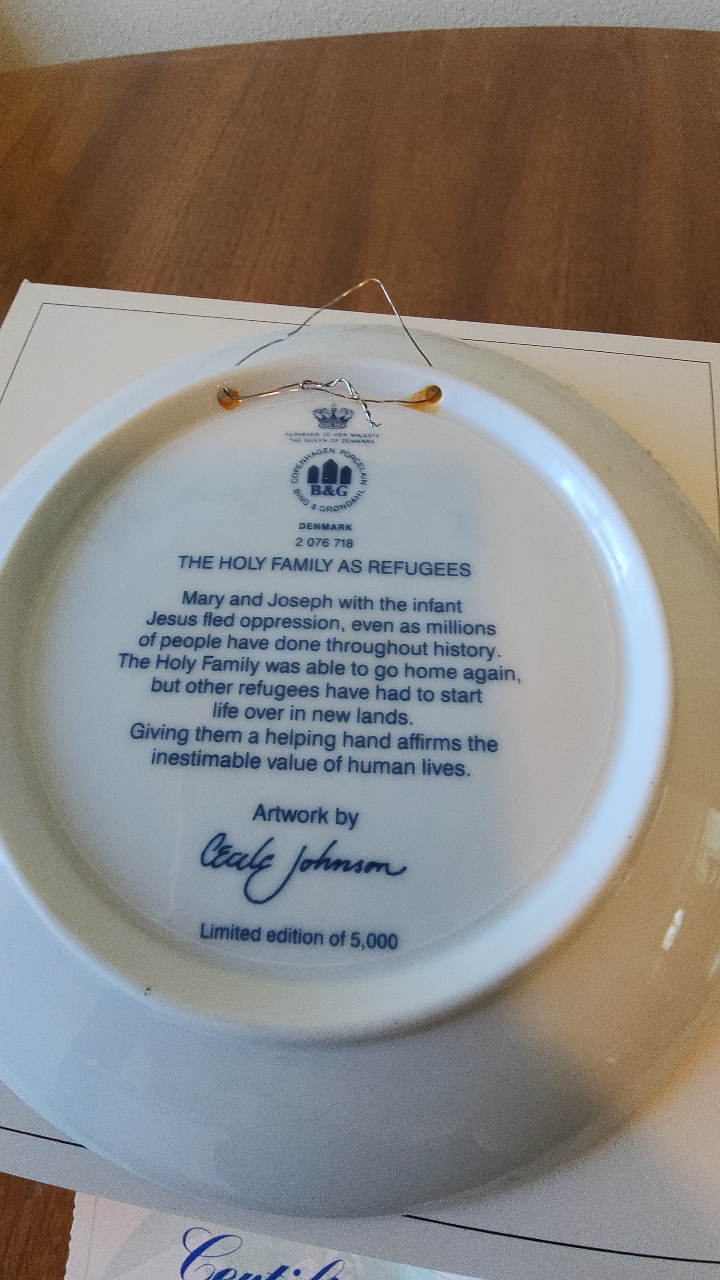 PURVEYOR TO HER MAJESTY
THE QUEEN OF DENMARK
COPENHAGEN PORCELAIN
B&G
BING & GRØNDAHL
DENMARK
2 076 718
THE HOLY FAMILY AS REFUGEES
Mary and Joseph with the infant
Jesus fled oppression, even as millions
of people have done throughout history.
The Holy Family was able to go home again,
but other refugees have had to start
life over in new lands.
Giving them a helping hand affirms the
inestimable value of human lives.
Artwork by
Cecile Johnson
Limited edition of 5,000